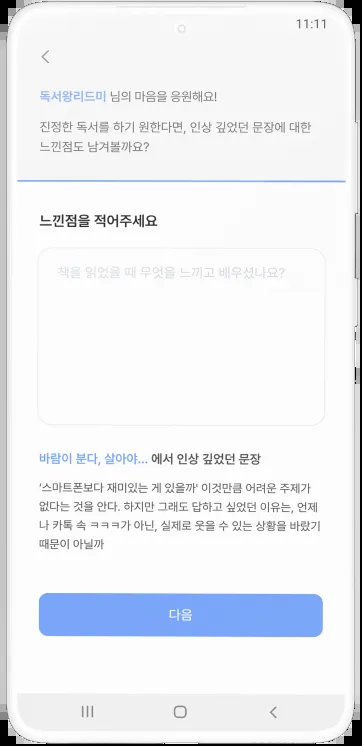 11:11
독서왕리드미 님의 마음을 응원해요!
진정한 독서를 하기 원한다면, 인상 깊었던 문장에 대한
느낀점도 남겨볼까요?
느낀점을 적어주세요
책을 읽었을 때 무엇을 느끼고 배우셨나요?
바람이 분다, 살아야... 에서 인상 깊었던 문장
'스마트폰보다 재미있는 게 있을까' 이것만큼 어려운 주제가
없다는 것을 안다. 하지만 그래도 답하고 싶었던 이유는, 언제
나 카톡 속 ㅋㅋㅋ가 아닌, 실제로 웃을 수 있는 상황을 바랐기
때문이 아닐까
다음